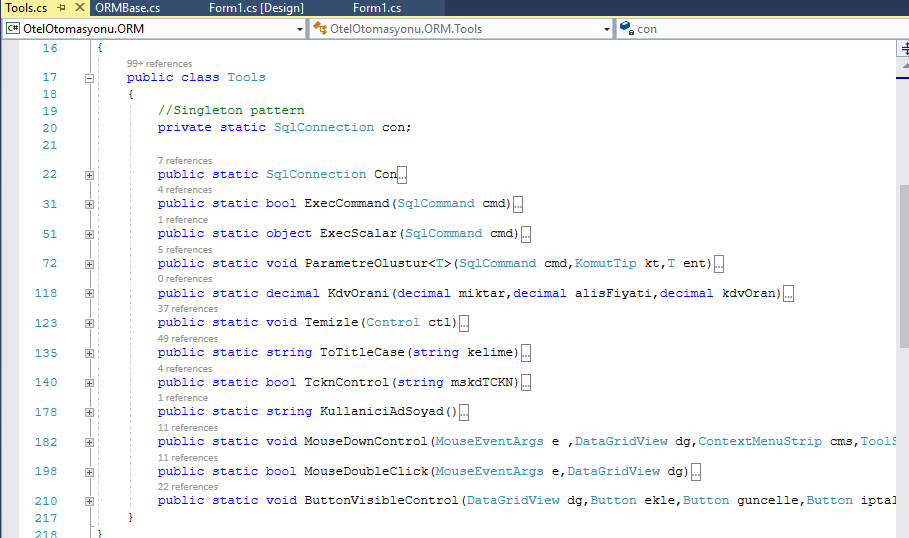 Tools.cs ORMBase.cs Form1.cs [Design] Form1.cs
C# OtelOtomasyonu.ORM OtelOtomasyonu.ORM.Tools con
16 {
99+ references
17 public class Tools
18 {
19 //Singleton pattern
20 private static SqlConnection con;
21
7 references
22 public static SqlConnection Con...
4 references
31 public static bool ExecCommand(SqlCommand cmd)...
1 reference
51 public static object ExecScalar(SqlCommand cmd)...
5 references
72 public static void ParametreOlustur<T>(SqlCommand cmd,KomutTip kt,T ent)...
0 references
118 public static decimal KdvOrani(decimal miktar,decimal alisFiyati,decimal kdvOran)...
37 references
123 public static void Temizle(Control ctl)...
49 references
135 public static string ToTitleCase(string kelime)...
4 references
140 public static bool TcknControl(string mskdTCKN)...
1 reference
178 public static string KullaniciAdSoyad()...
11 references
182 public static void MouseDownControl(MouseEventArgs e ,DataGridView dg,ContextMenuStrip cms,ToolS
11 references
198 public static bool MouseDoubleClick(MouseEventArgs e,DataGridView dg)...
22 references
210 public static void ButtonVisibleControl(DataGridView dg,Button ekle,Button guncelle,Button iptal
217 }
218 }